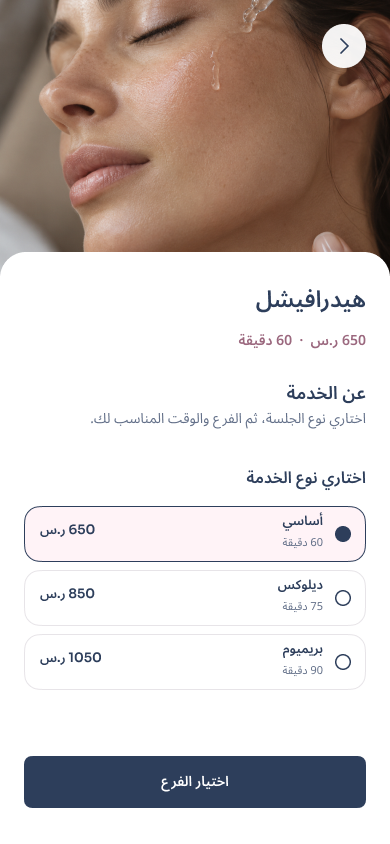 هيدرافيشل
650 ر.س · 60 دقيقة
عن الخدمة
اختاري نوع الجلسة، ثم الفرع والوقت المناسب لك.
اختاري نوع الخدمة
أساسي
60 دقيقة
650 ر.س
ديلوكس
75 دقيقة
850 ر.س
بريميوم
90 دقيقة
1050 ر.س
اختيار الفرع